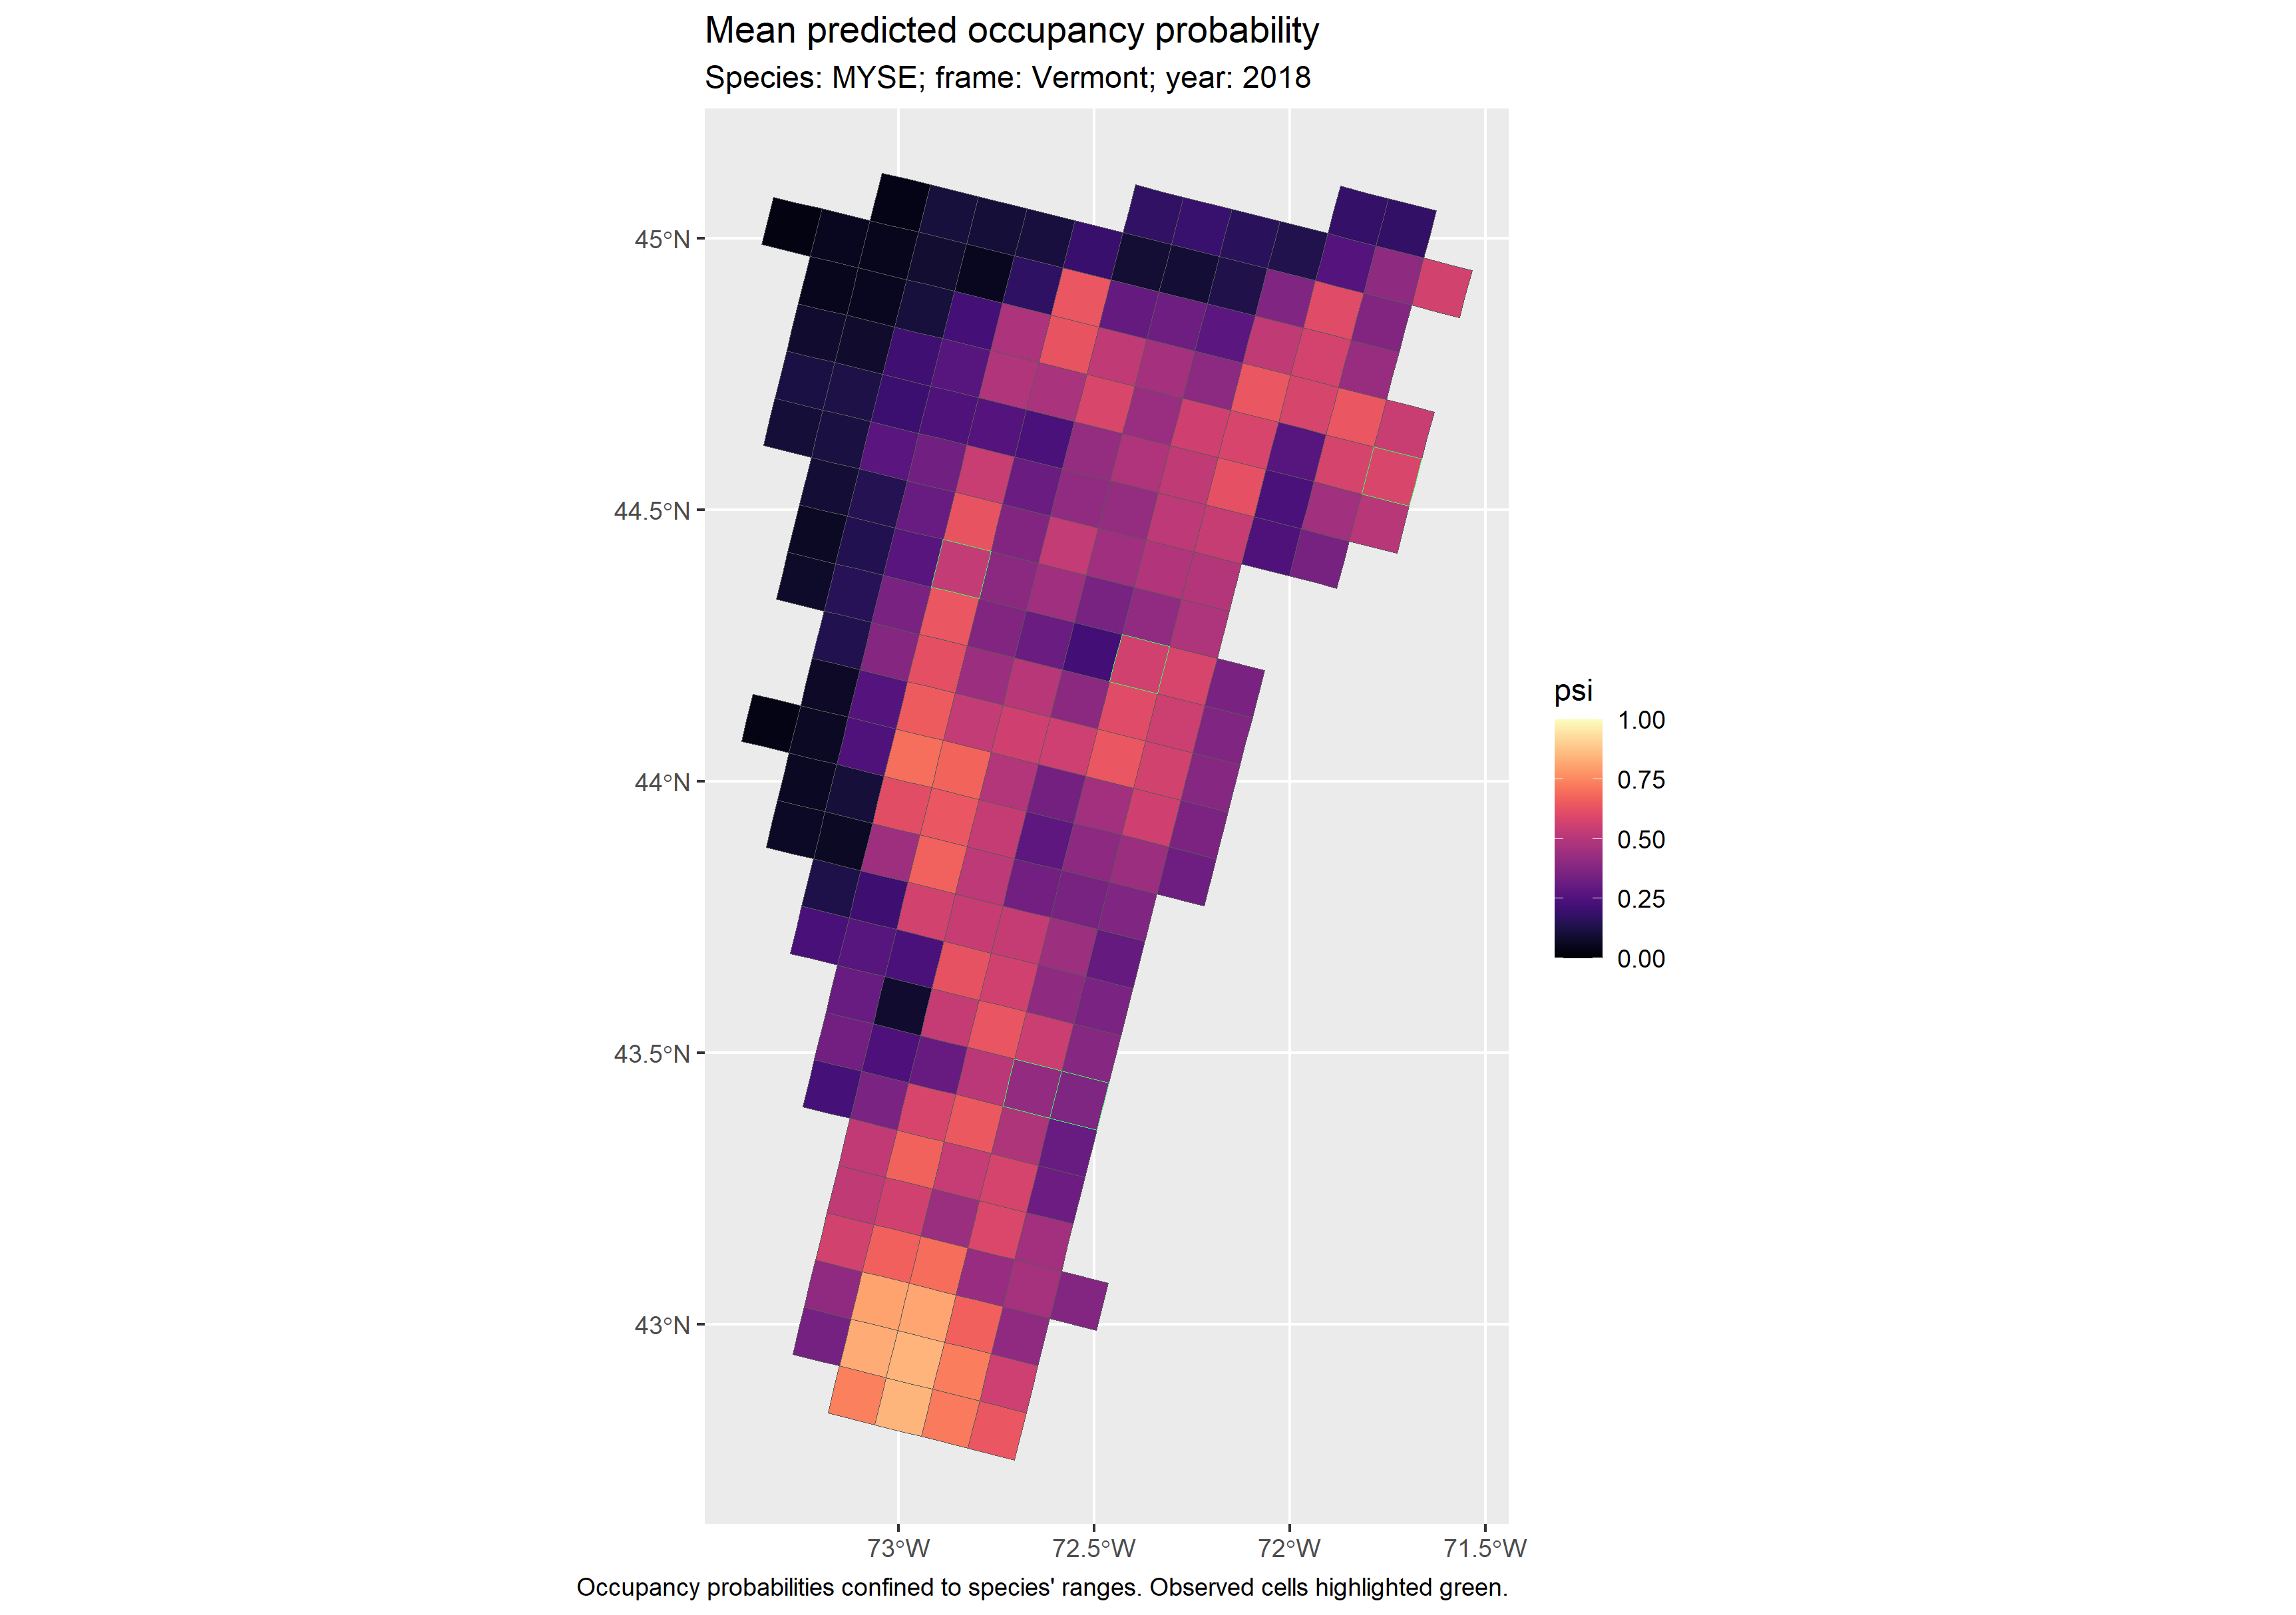 Mean predicted occupancy probability
Species: MYSE; frame: Vermont; year: 2018
45°N
44.5°N
44°N
43.5°N
43°N
73°W
72.5°W
72°W
71.5°W
psi
1.00
0.75
0.50
0.25
0.00
Occupancy probabilities confined to species' ranges. Observed cells highlighted green.